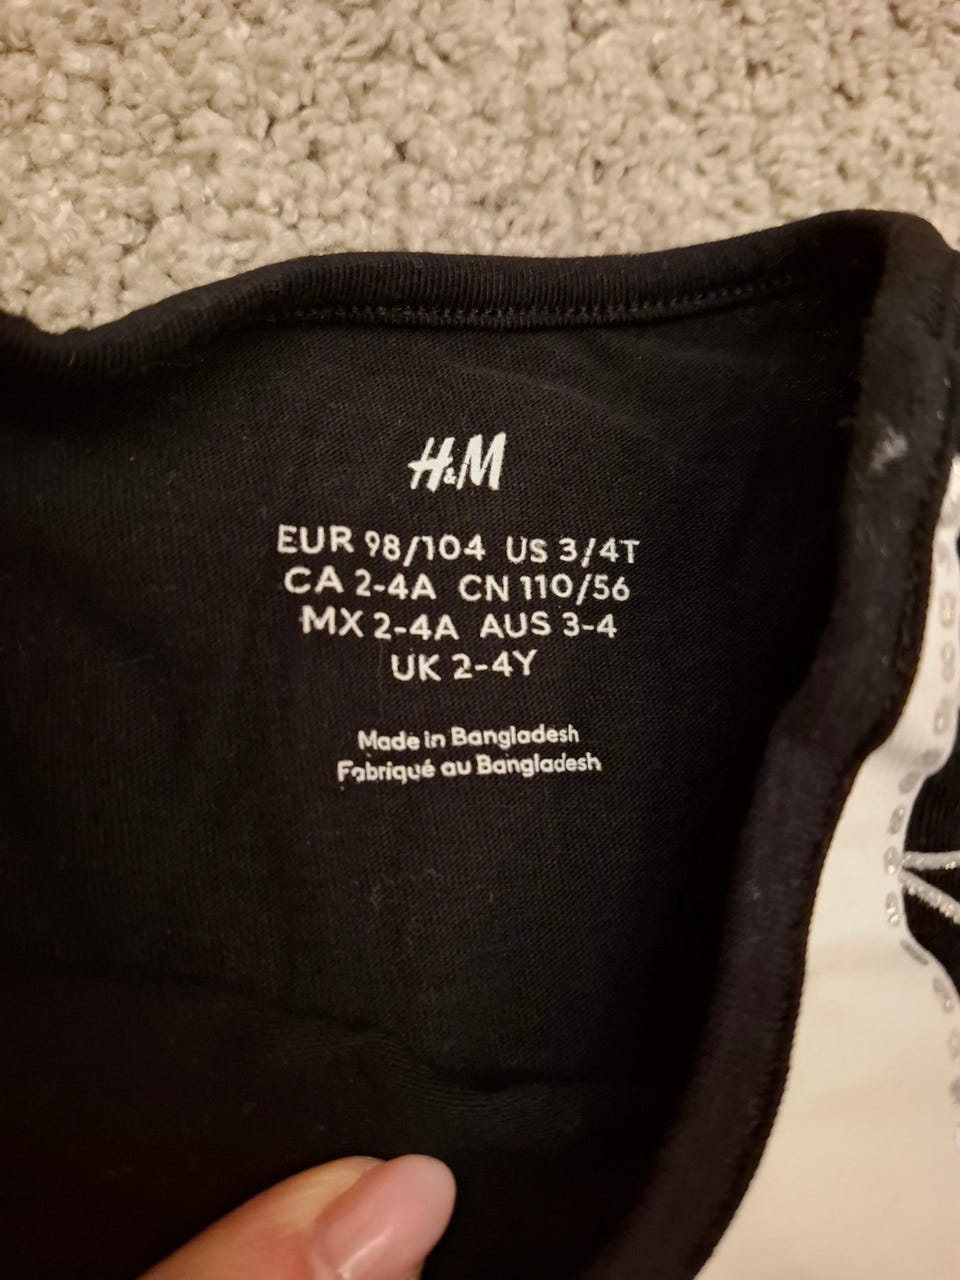 H&M
EUR 98/104 US 3/4T
CA 2-4A CN 110/56
MX 2-4A AUS 3-4
UK 2-4Y
Made in Bangladesh
Fabriqué au Bangladesh